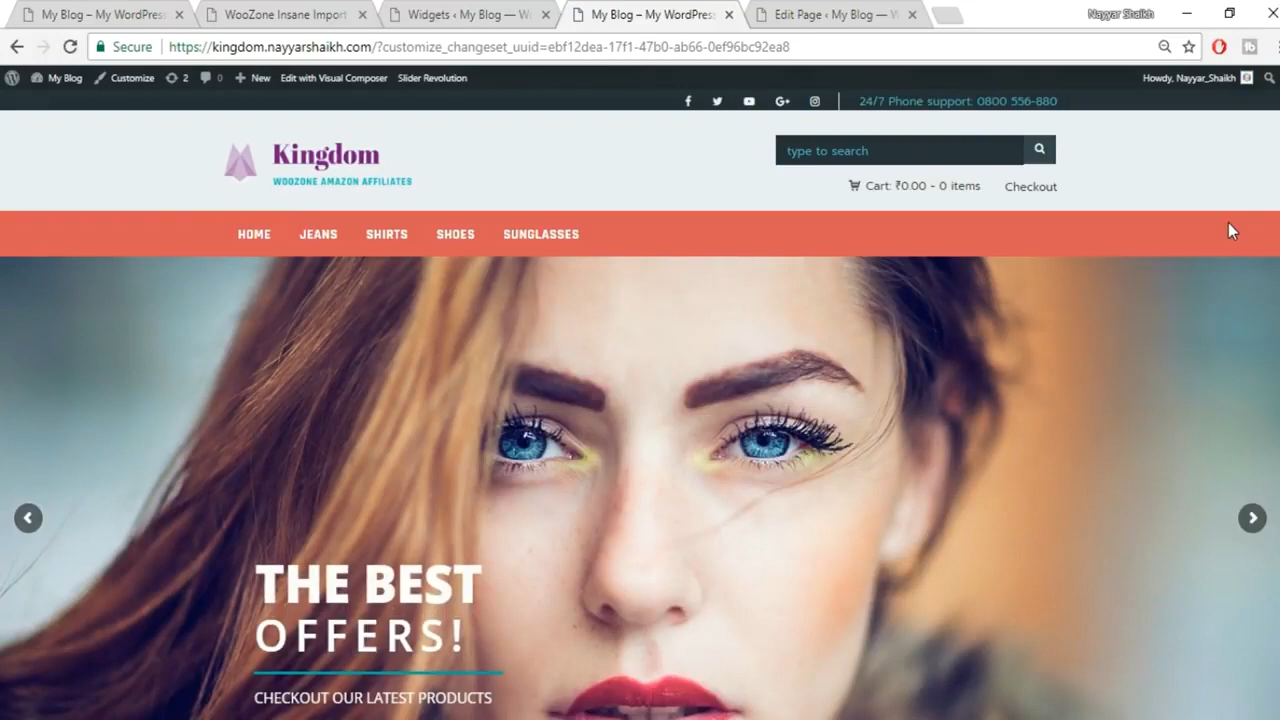 My Blog – My WordPress
WooZone Insane Import
Widgets ‹ My Blog —
My Blog – My WordPress
Edit Page ‹ My Blog —
Nayyar Shaikh
Secure
https://kingdom.nayyarshaikh.com/?customize_changeset_uuid=ebf12dea-17f1-47b0-ab66-0ef96bc92ea8
My Blog
Customize
2
0
New
Edit with Visual Composer
Slider Revolution
Howdy, Nayyar_Shaikh
24/7 Phone support: 0800 556-880
Kingdom
WOOZONE AMAZON AFFILIATES
type to search
Cart: ₹0.00 - 0 items
Checkout
HOME JEANS SHIRTS SHOES SUNGLASSES
THE BEST
OFFERS!
CHECKOUT OUR LATEST PRODUCTS